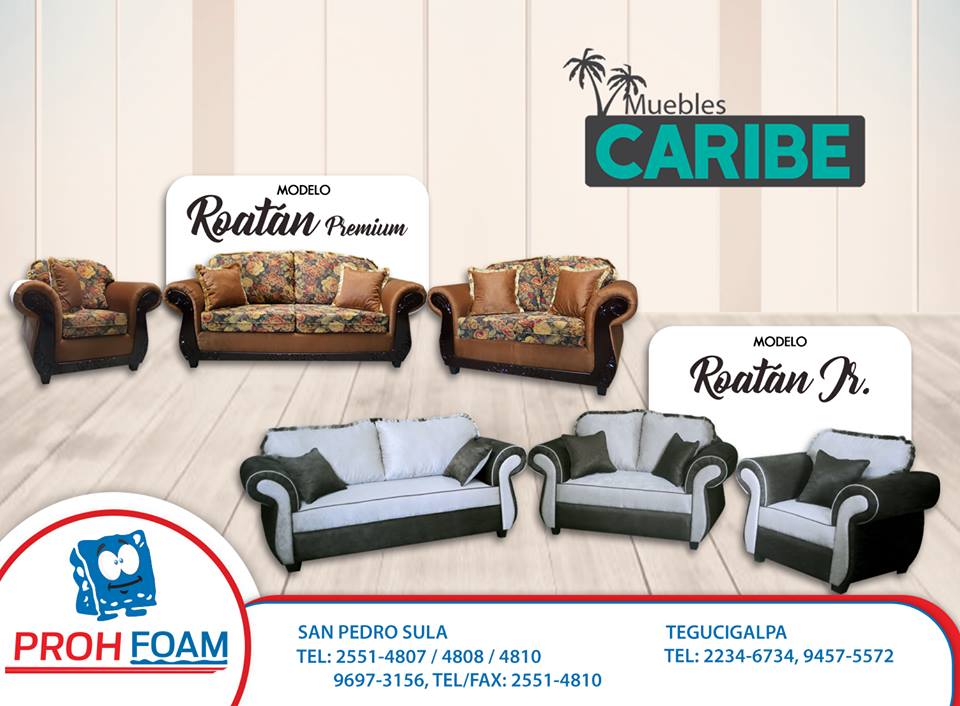 Muebles
CARIBE
MODELO
Roatán Premium
MODELO
Roatán Jr.
PROH FOAM
SAN PEDRO SULA
TEL: 2551-4807 / 4808 / 4810
9697-3156, TEL/FAX: 2551-4810
TEGUCIGALPA
TEL: 2234-6734, 9457-5572